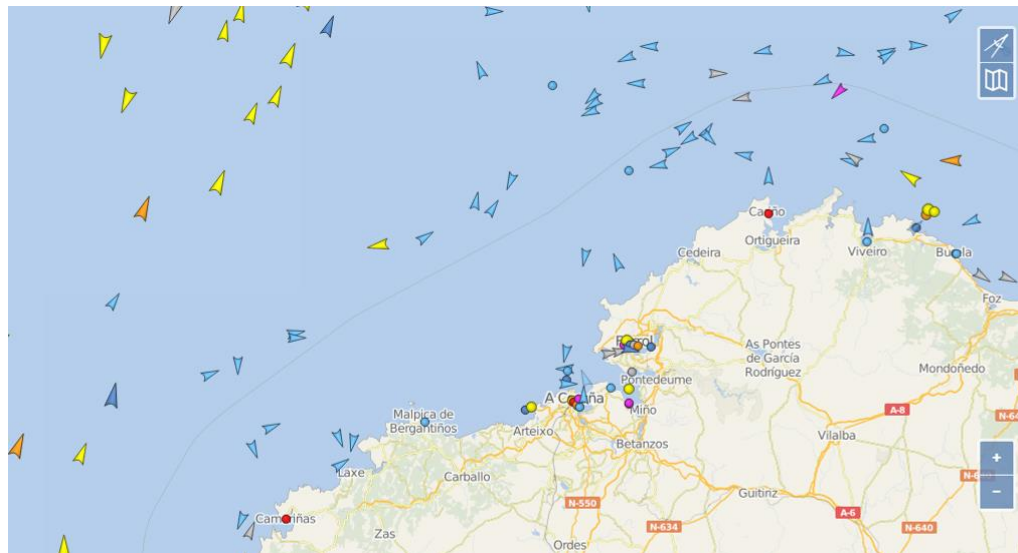 Cariño
Ortigueira
Cedeira
Viveiro
Burela
Foz
Ferrol
As Pontes
de García
Rodríguez
Mondoñedo
Pontedeume
A Coruña
Miño
Malpica de
Bergantiños
Arteixo
A-8
Betanzos
Vilalba
Laxe
Carballo
Guitiriz
N-550
A-6
Camariñas
Zas
N-634
N-640
Ordes
+
−